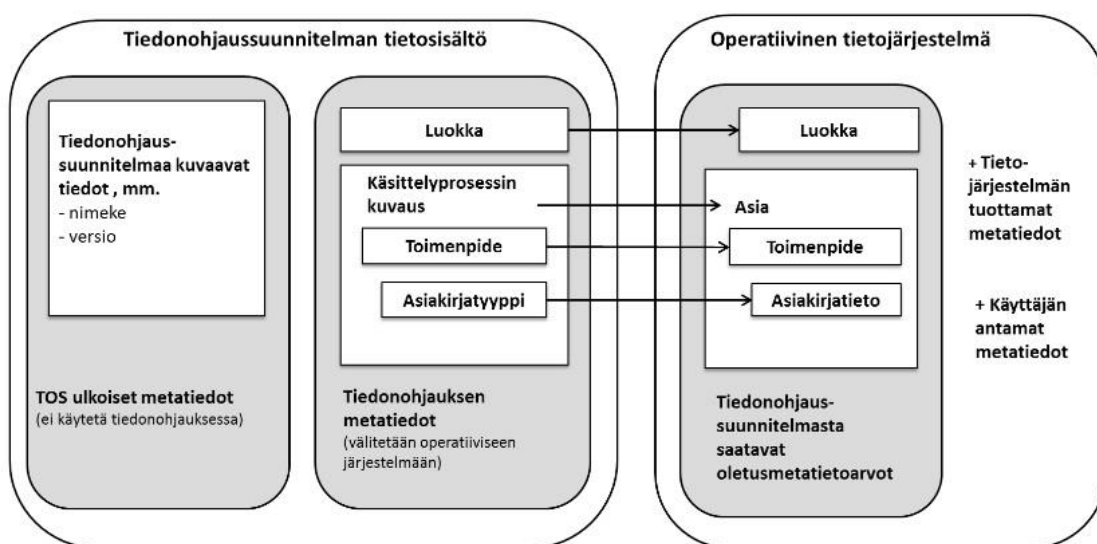 Tiedonohjaussuunnitelman tietosisältö
Tiedonohjaus-
suunnitelmaa kuvaavat
tiedot , mm.
- nimeke
- versio
TOS ulkoiset metatiedot
(ei käytetä tiedonohjauksessa)
Luokka
Käsittelyprosessin
kuvaus
Toimenpide
Asiakirjatyyppi
Tiedonohjauksen
metatiedot
(välitetään operatiiviseen
järjestelmään)
Operatiivinen tietojärjestelmä
Luokka
Asia
Toimenpide
Asiakirjatieto
Tiedonohjaus-
suunnitelmasta
saatavat
oletusmetatietoarvot
+ Tieto-
järjestelmän
tuottamat
metatiedot
+ Käyttäjän
antamat
metatiedot